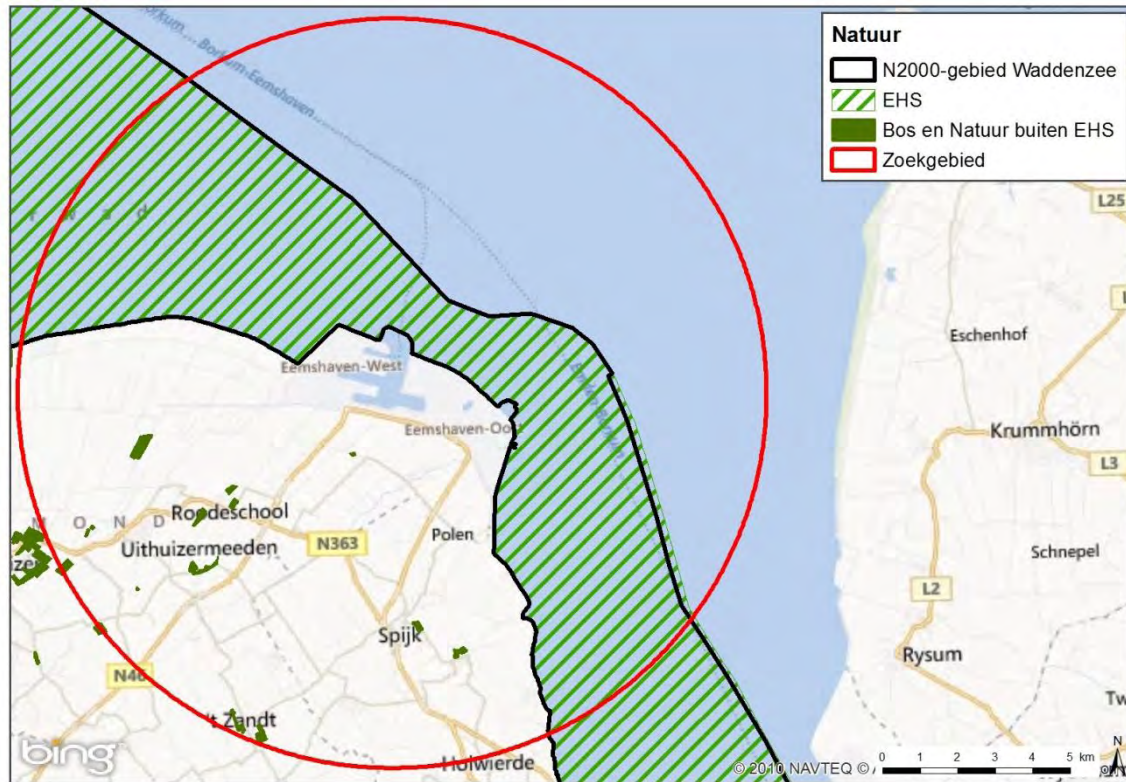 Natuur
N2000-gebied Waddenzee
EHS
Bos en Natuur buiten EHS
Zoekgebied
Borkum-Eemshaven
L25
Eschenhof
Eemshaven-West
Krummhörn
Eemshaven-Oost
L3
M O N D
Roodeschool
Polen
Uithuizermeeden
N363
Schnepel
L2
Spijk
Rysum
N46
't Zandt
bing
Holwierde
0 1 2 3 4 5 km
N
© 2010 NAVTEQ ©